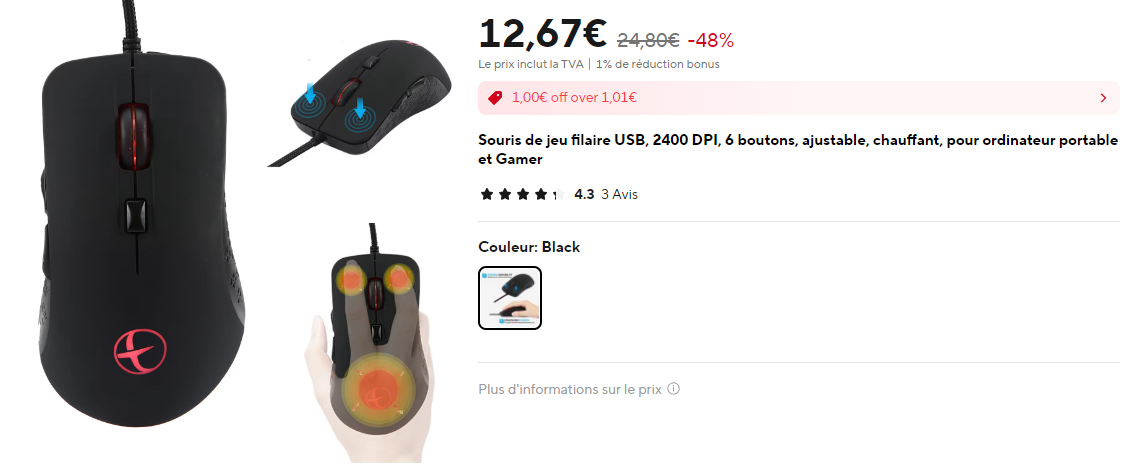 12,67€ 24,80€ -48%
Le prix inclut la TVA | 1% de réduction bonus
1,00€ off over 1,01€
Souris de jeu filaire USB, 2400 DPI, 6 boutons, ajustable, chauffant, pour ordinateur portable
et Gamer
4.3 3 Avis
Couleur: Black
Plus d'informations sur le prix